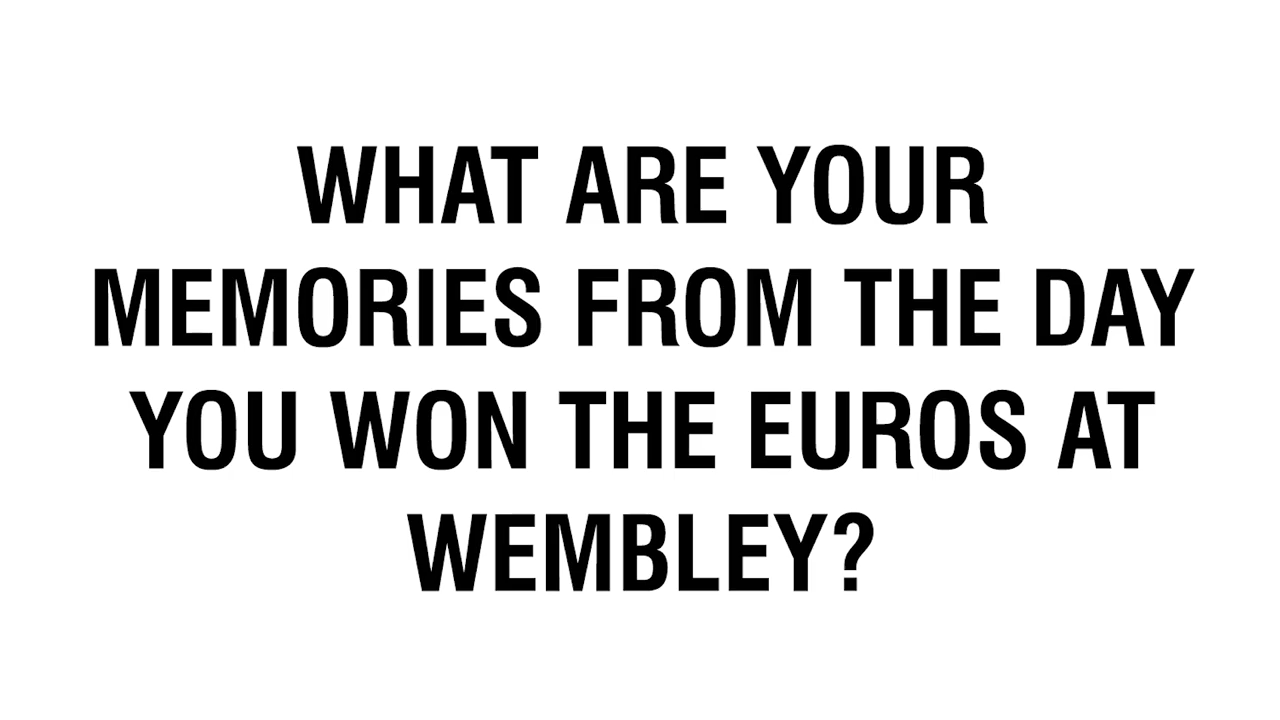 WHAT ARE YOUR
MEMORIES FROM THE DAY
YOU WON THE EUROS AT
WEMBLEY?